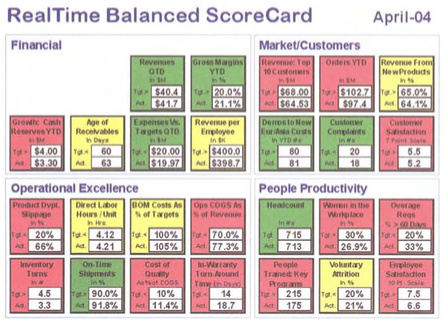 RealTime Balanced ScoreCard
April-04
Financial
Revenues
QTD
In $M
Tgt.> $40.4
Act. $41.7
Gross Margins
YTD
In %
Tgt.> 20.0%
Act. 21.1%
Growth: Cash
Reserves YTD
In $M
Tgt.> $4.00
Act. $3.30
Age of
Receivables
In Days
Tgt.< 60
Act. 63
Expenses Vs.
Targets QTD
In $M
Tgt.< $20.00
Act. $19.97
Revenue per
Employee
In $K
Tgt.> $400.0
Act. $398.7
Market/Customers
Revenue: Top
10 Customers
In $M
Tgt.> $68.00
Act. $64.53
Orders YTD
In $M
Tgt.> $102.7
Act. $97.4
Revenue From
New Products
In %
Tgt.> 65.0%
Act. 64.1%
Demos to New
Eur/Asia Custs
In YTD #s
Tgt.> 80
Act. 81
Customer
Complaints
In #s
Tgt.< 20
Act. 18
Customer
Satisfaction
7 Point Scale
Tgt.> 5.5
Act. 5.2
Operational Excellence
Product Dvpl.
Slippage
In %
Tgt.< 20%
Act. 66%
Direct Labor
Hours / Unit
In Hrs.
Tgt.< 4.12
Act. 4.21
BOM Costs As
% of Targets
Tgt.< 100%
Act. 105%
Ops COGS As
% of Revenue
Tgt.< 70.0%
Act. 77.3%
Inventory
Turns
In #
Tgt.> 4.5
Act. 3.3
On-Time
Shipments
In %
Tgt.> 90.0%
Act. 91.8%
Cost of
Quality
As % of COGS
Tgt.< 10%
Act. 11.4%
In-Warranty
Turn-Around
Time (in Days)
Tgt.< 14
Act. 18.7
People Productivity
Headcount
In #s
Tgt.< 715
Act. 713
Women in the
Workplace
In %
Tgt.> 30%
Act. 26.9%
Average
Reqs
% > 60 Days
Tgt.< 20%
Act. 33%
People
Trained: Key
Programs
Tgt.> 215
Act. 175
Voluntary
Attrition
In %
Tgt.< 20%
Act. 21%
Employee
Satisfaction
10 Pt. Scale
Tgt.> 7.5
Act. 6.6